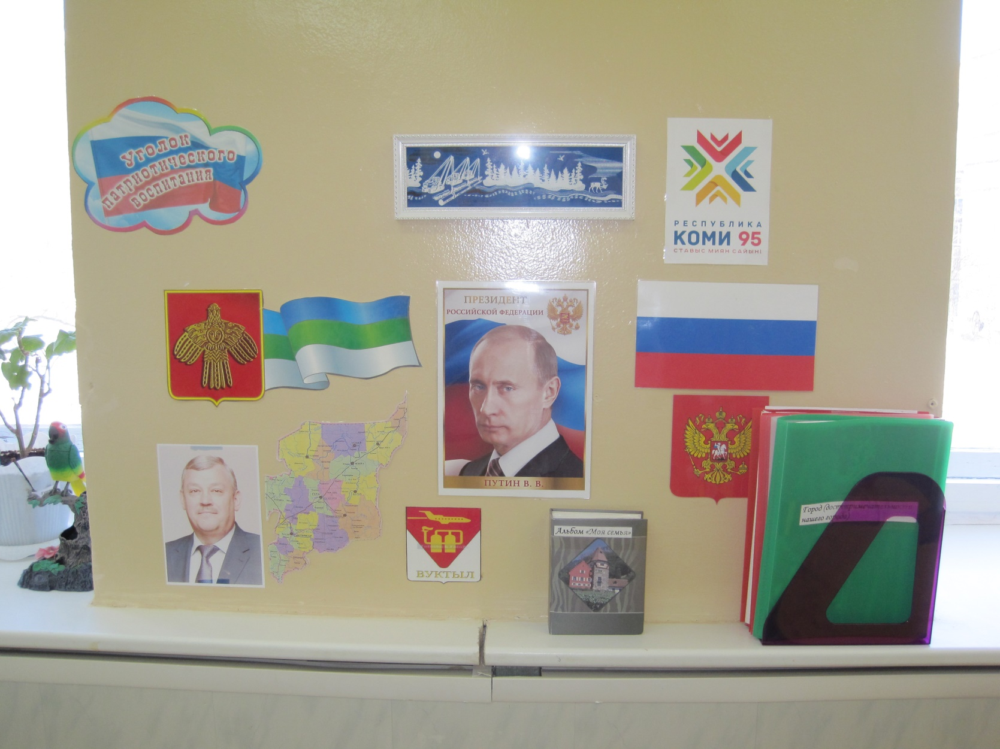 Уголок
патриотического
воспитания
РЕСПУБЛИКА
КОМИ 95
СТАВЫС МИЯН САЙЫН!
ПРЕЗИДЕНТ
РОССИЙСКОЙ ФЕДЕРАЦИИ
ПУТИН В. В.
ВУКТЫЛ
Альбом «Моя семья»
Город (достопримечательности
нашего города)